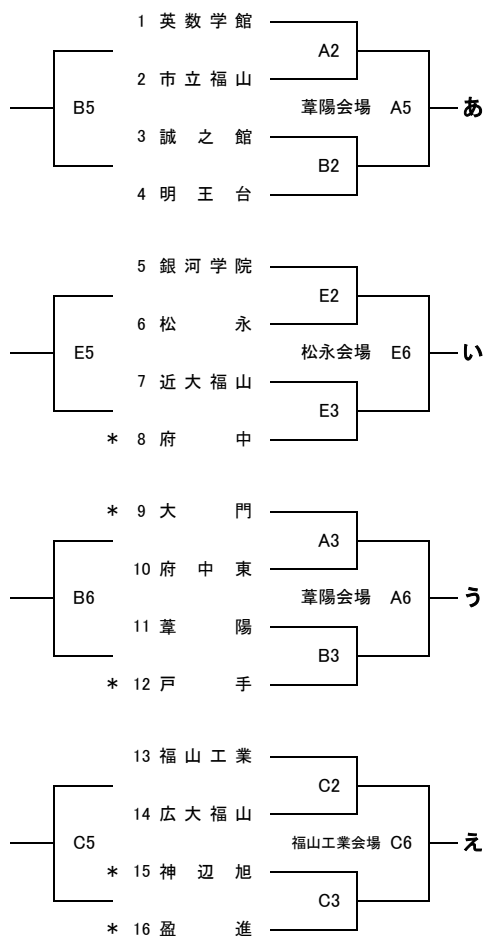 1 英数学館
A2
2 市立福山
B5 葦陽会場 A5 あ
3 誠之館
B2
4 明王台
5 銀河学院
E2
6 松永
E5 松永会場 E6 い
7 近大福山
E3
* 8 府中
* 9 大門
A3
10 府中東
B6 葦陽会場 A6 う
11 葦陽
B3
* 12 戸手
13 福山工業
C2
14 広大福山
C5 福山工業会場 C6 え
* 15 神辺旭
C3
* 16 盈進